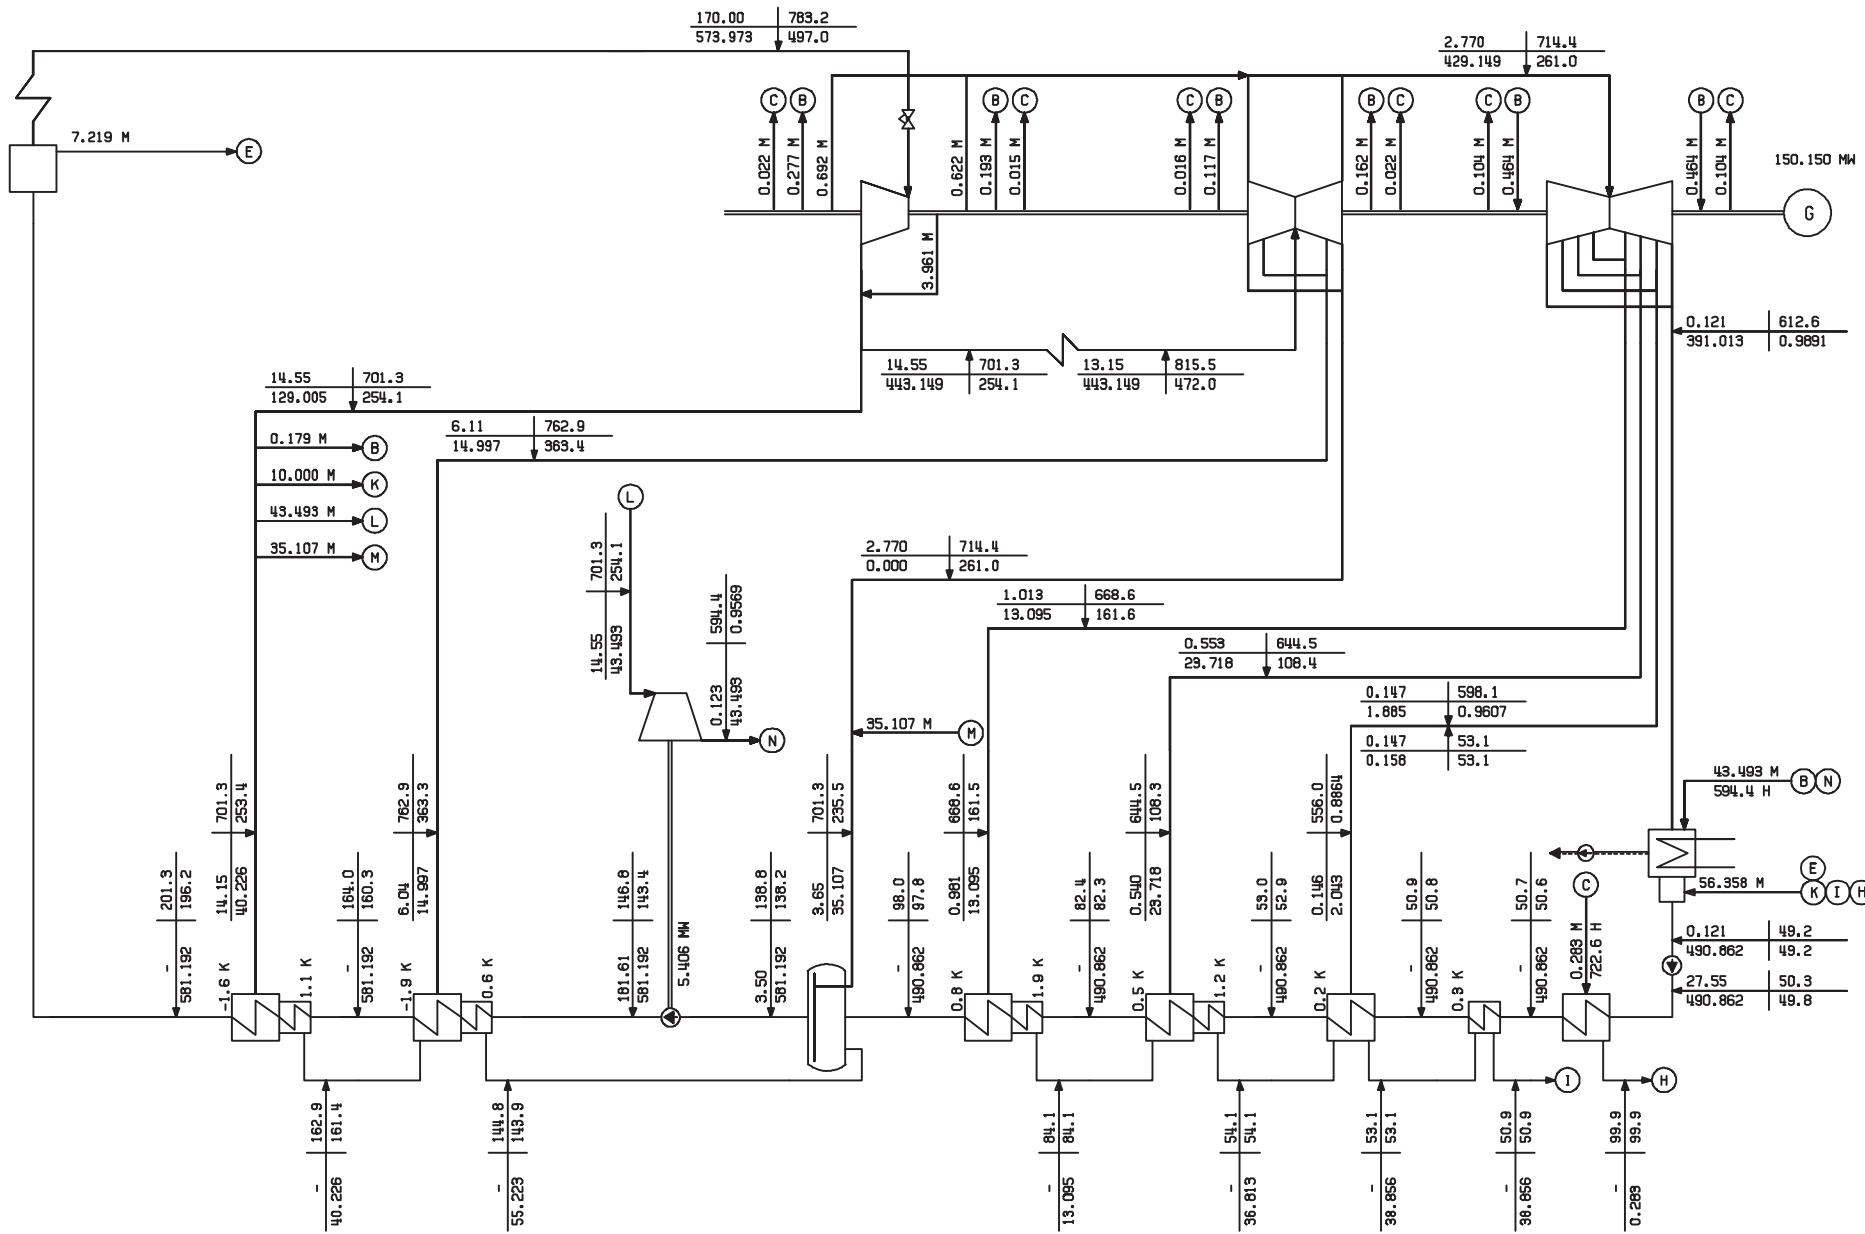 170.00 783.2
573.973 497.0
2.770 714.4
429.149 261.0
7.219 M
E
C
B
B
C
C
B
B
C
C
B
B
C
0.022 M
0.277 M
0.692 M
0.622 M
0.193 M
0.015 M
0.016 M
0.117 M
0.162 M
0.022 M
0.104 M
0.464 M
0.464 M
0.104 M
150.150 MW
G
3.961 M
0.121 612.6
391.013 0.9891
14.55 701.3
443.149 254.1
13.15 815.5
443.149 472.0
14.55 701.3
129.005 254.1
6.11 762.9
14.997 363.4
0.179 M
B
10.000 M
K
43.493 M
L
35.107 M
M
L
701.3
254.1
14.55
43.493
594.4
0.9569
0.123
43.493
N
2.770 714.4
0.000 261.0
1.013 668.6
13.095 161.6
0.553 644.5
23.718 108.4
0.147 598.1
1.885 0.9607
0.147 53.1
0.158 53.1
35.107 M
M
43.493 M
594.4 H
B
N
E
56.358 M
K
I
H
C
0.283 M
722.6 H
0.121 49.2
490.862 49.2
27.55 50.3
490.862 49.8
201.3
196.2
-
581.192
701.3
253.4
14.15
40.226
-1.6 K
1.1 K
164.0
160.3
-
581.192
762.9
363.3
6.04
14.997
-1.9 K
0.6 K
146.8
143.4
181.61
581.192
5.406 MW
138.8
138.2
3.50
581.192
701.3
235.5
3.65
35.107
98.0
97.8
-
490.862
668.6
161.5
0.981
13.095
0.8 K
1.9 K
82.4
82.3
-
490.862
644.5
108.3
0.540
23.718
0.5 K
1.2 K
53.0
52.9
-
490.862
556.0
0.8864
0.146
2.043
0.2 K
50.9
50.8
-
490.862
0.3 K
50.7
50.6
-
490.862
I
H
162.9
161.4
-
40.226
144.8
143.9
-
55.223
84.1
84.1
-
13.095
54.1
54.1
-
36.813
53.1
53.1
-
38.856
50.9
50.9
-
38.856
99.9
99.9
-
0.283